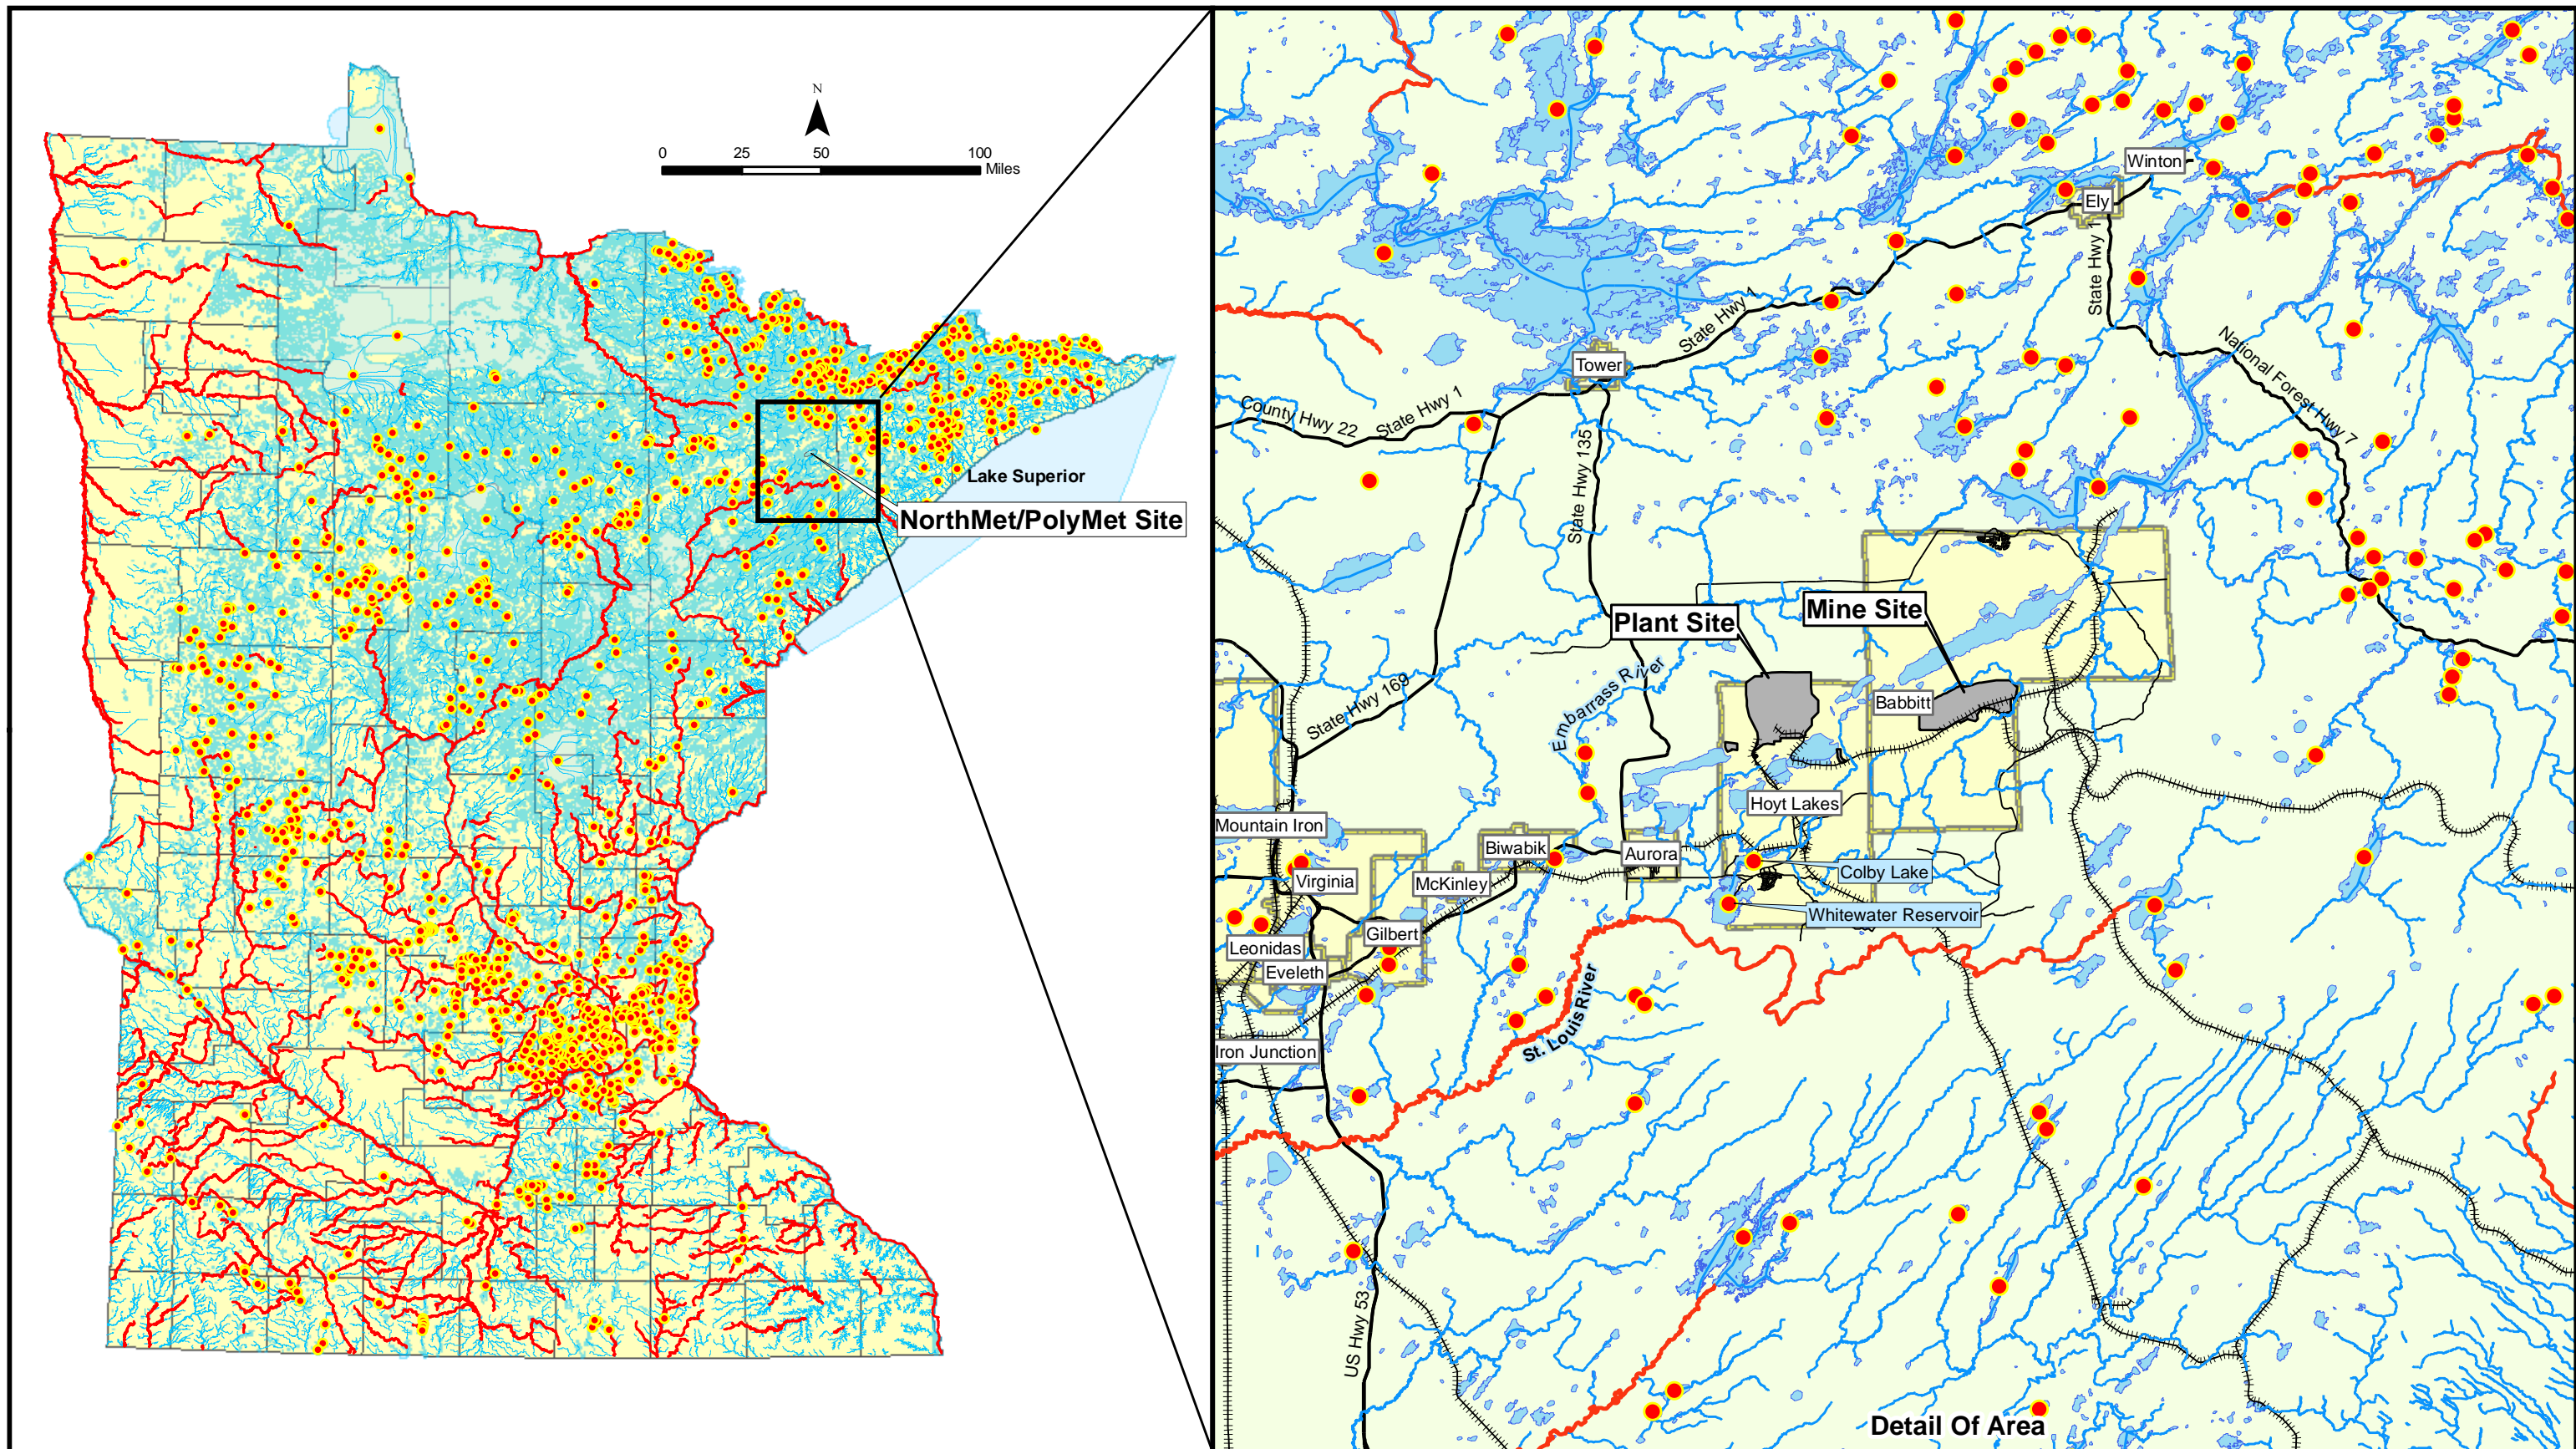 N
0 25 50 100
Miles
Lake Superior
NorthMet/PolyMet Site
Winton
Ely
State Hwy 1
National Forest Hwy 7
State Hwy 1
Tower
County Hwy 22
State Hwy 1
State Hwy 135
Plant Site
Mine Site
Embarrass River
State Hwy 169
Babbitt
Hoyt Lakes
Mountain Iron
Biwabik
Aurora
Virginia
McKinley
Colby Lake
Whitewater Reservoir
Gilbert
Leonidas
Eveleth
St. Louis River
Iron Junction
US Hwy 53
Detail Of Area